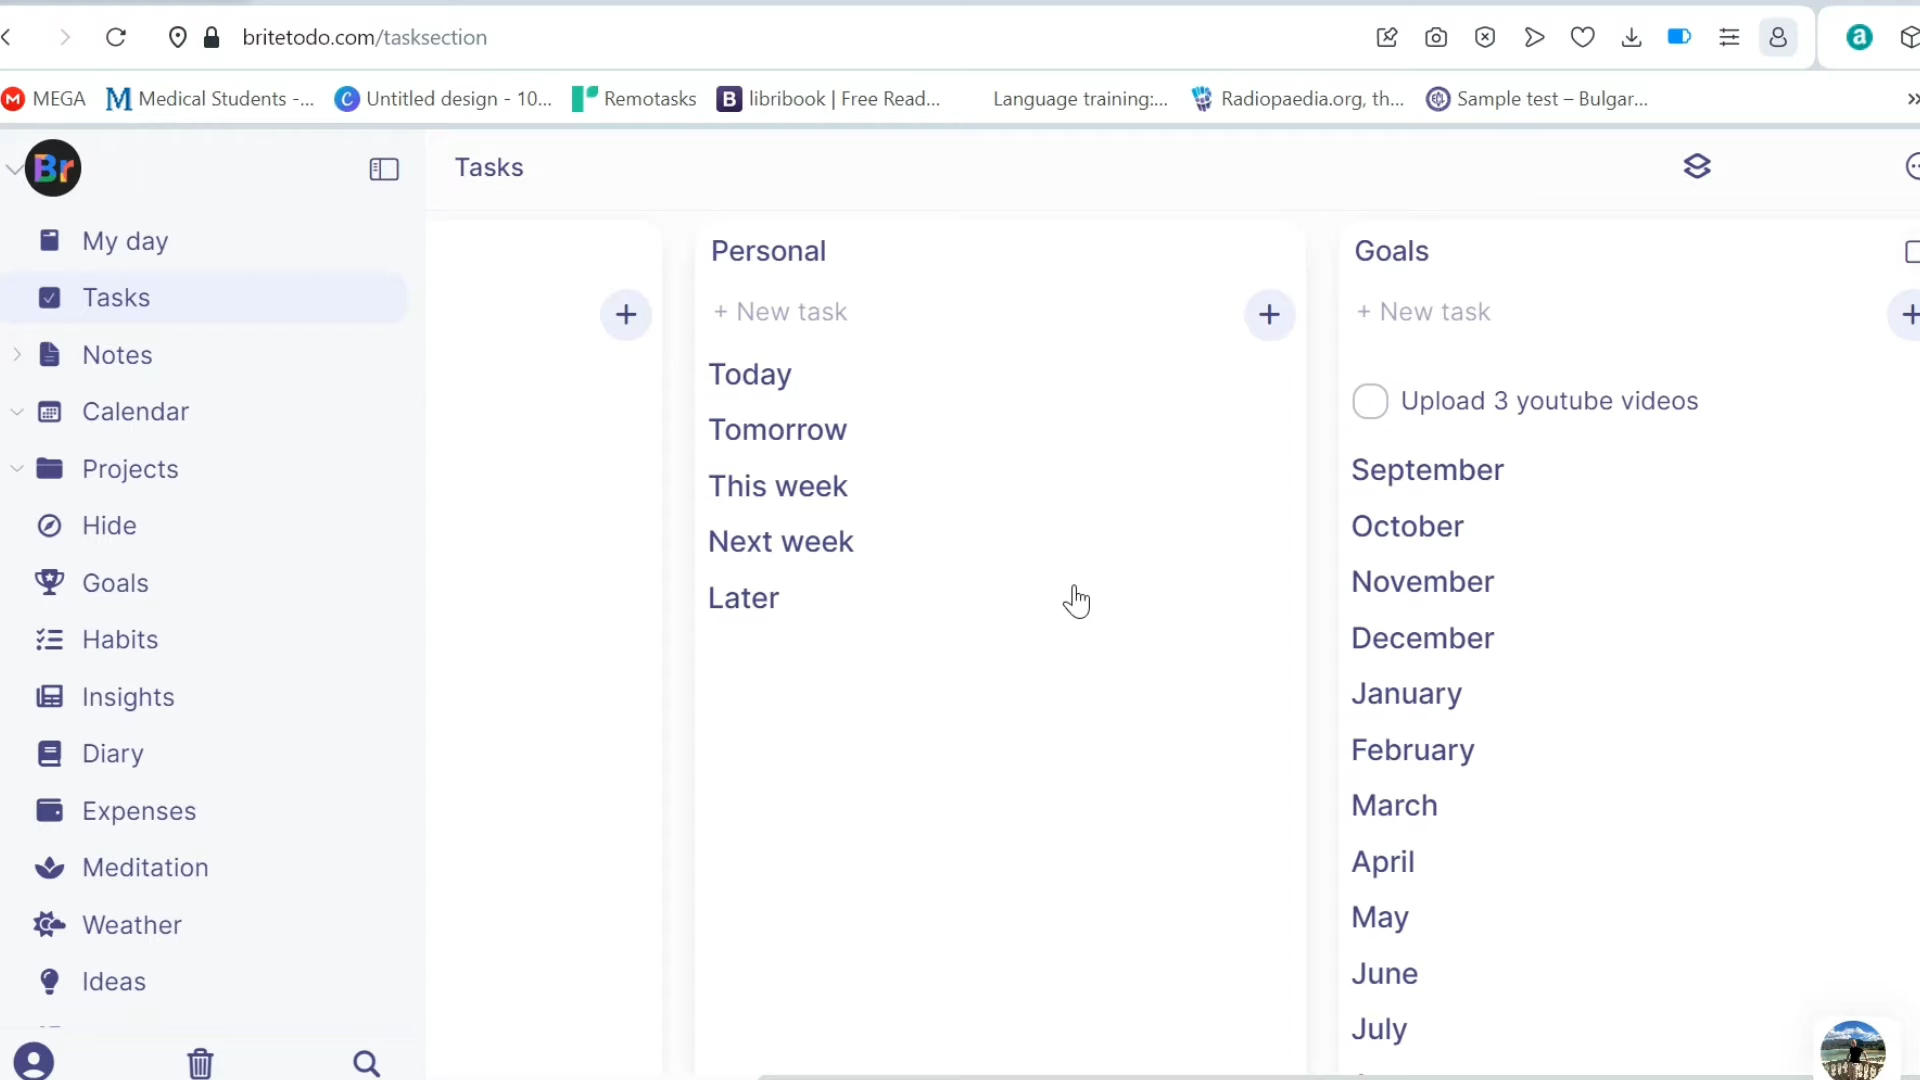 britetodo.com/tasksection
MEGA
Medical Students -...
Untitled design - 10...
Remotasks
libribook | Free Read...
Language training:...
Radiopaedia.org, th...
Sample test – Bulgar...
Br
My day
Tasks
Notes
Calendar
Projects
Hide
Goals
Habits
Insights
Diary
Expenses
Meditation
Weather
Ideas
Tasks
Personal
+ New task
Today
Tomorrow
This week
Next week
Later
Goals
+ New task
Upload 3 youtube videos
September
October
November
December
January
February
March
April
May
June
July